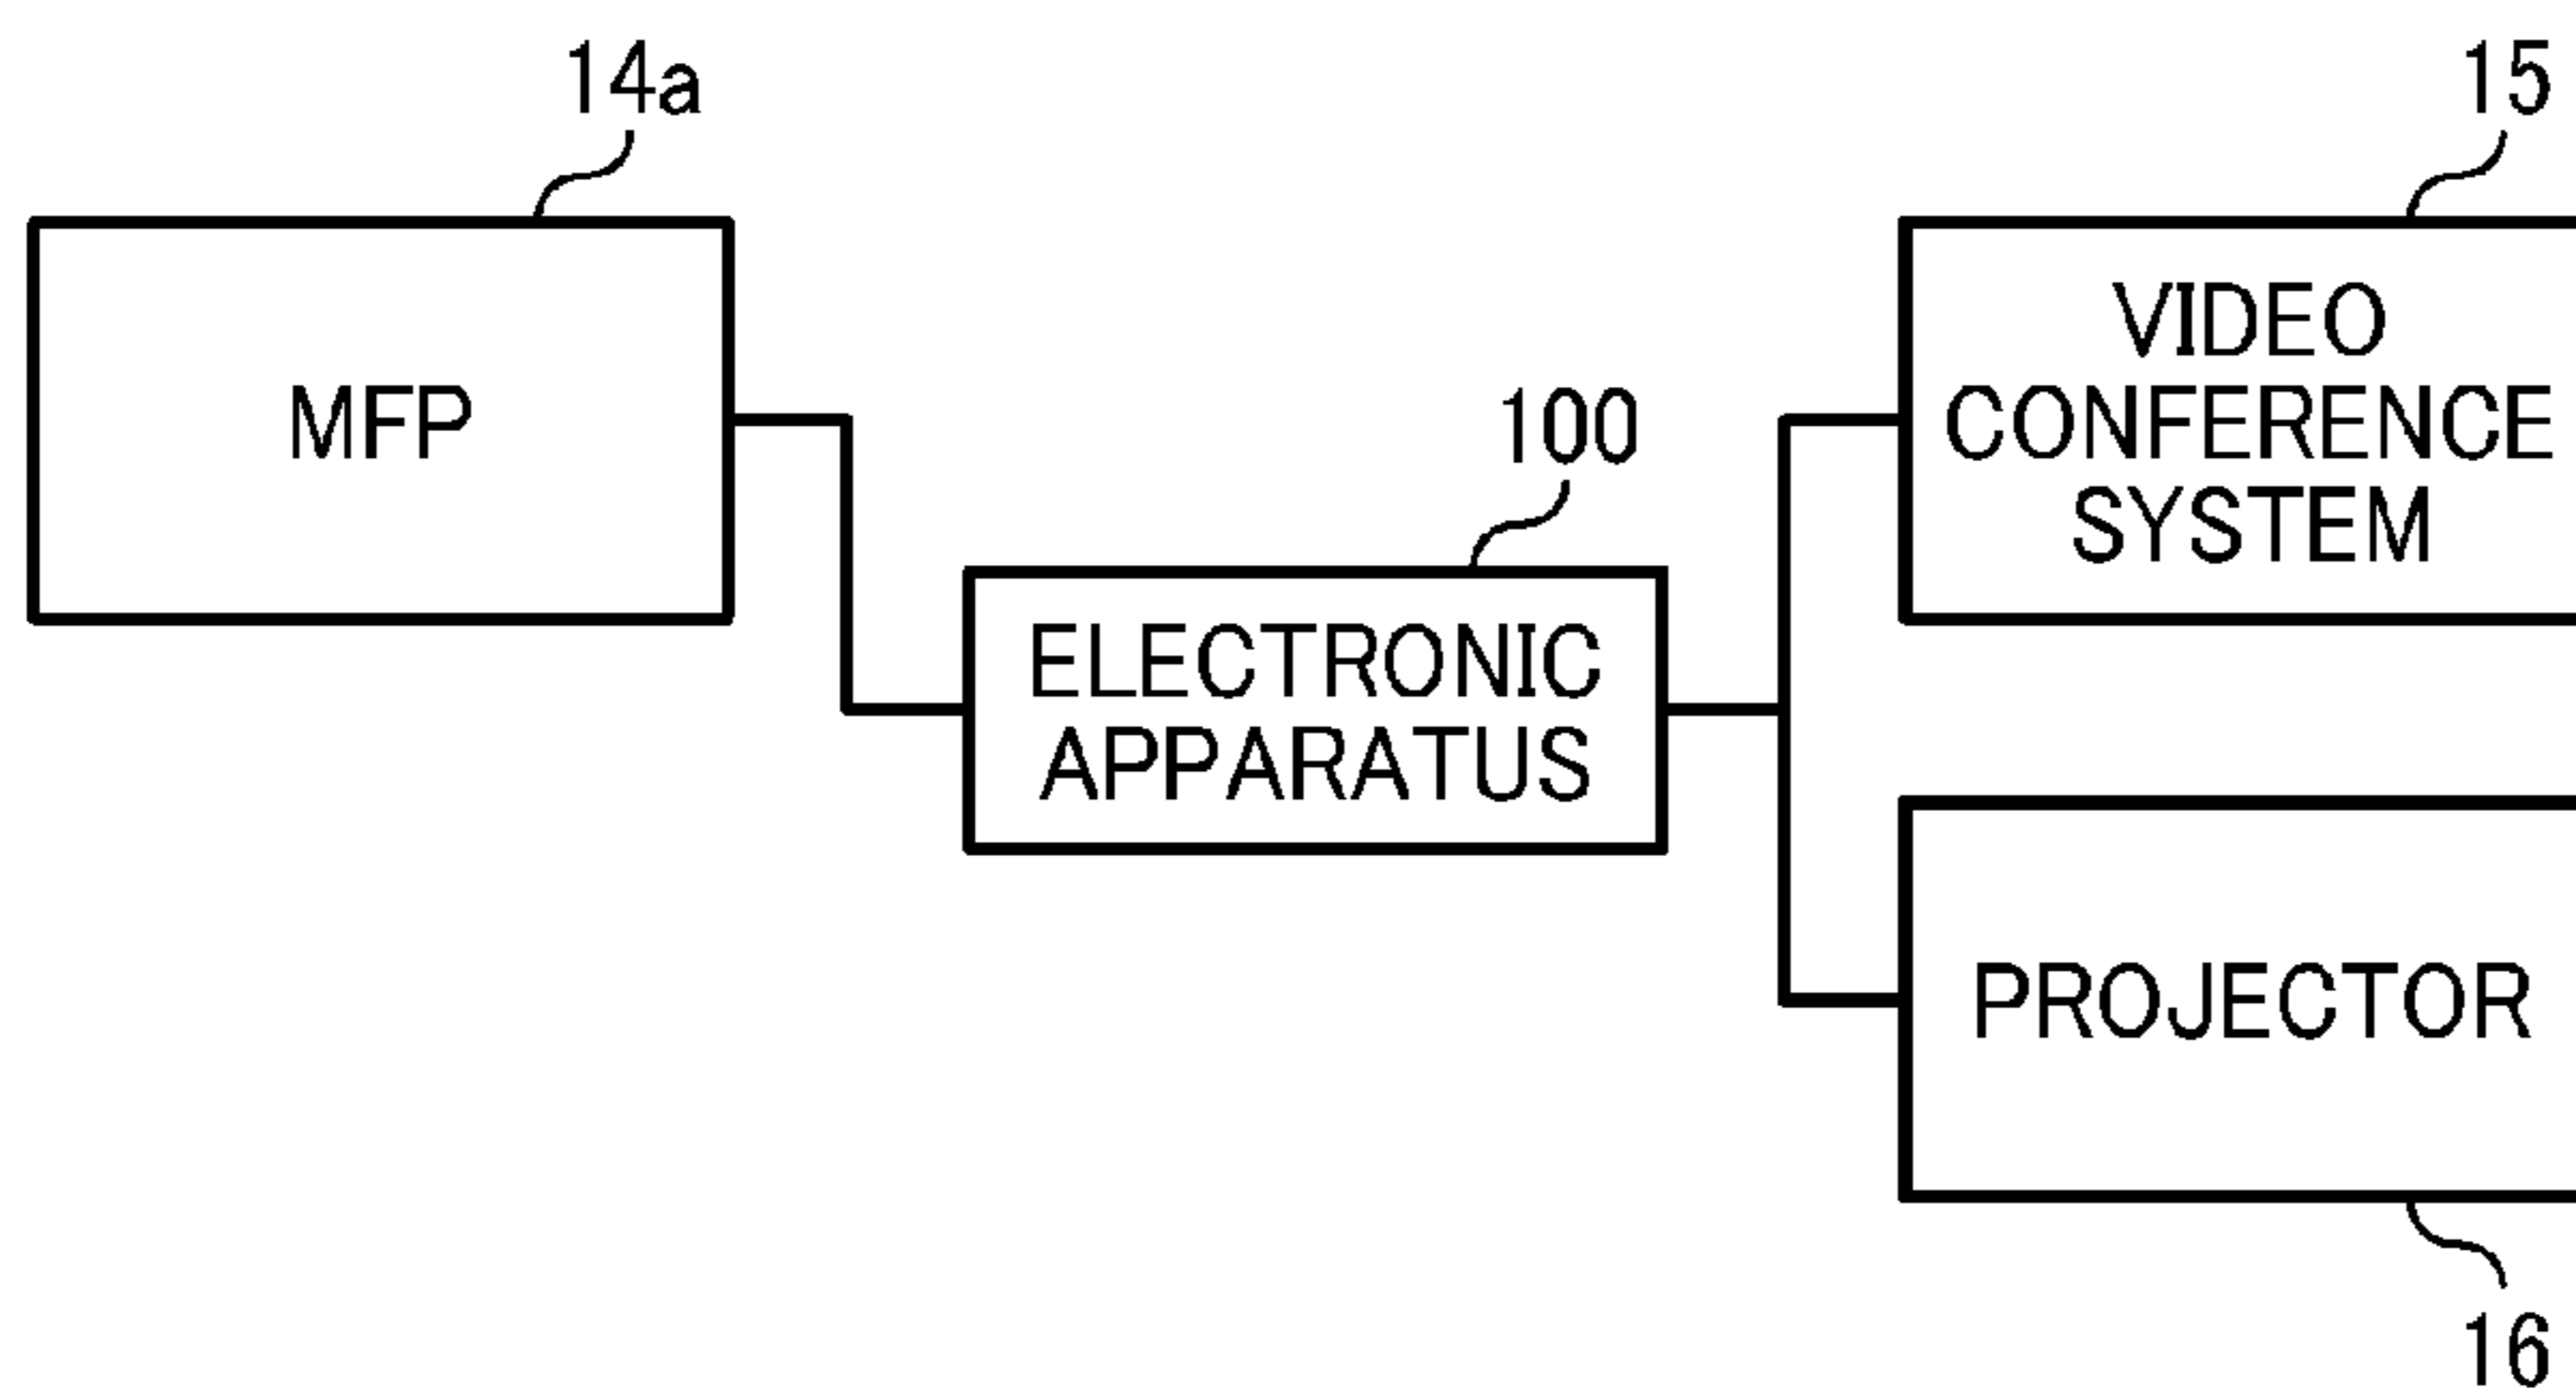 14a
15
MFP
VIDEO
CONFERENCE
SYSTEM
100
ELECTRONIC
APPARATUS
PROJECTOR
16